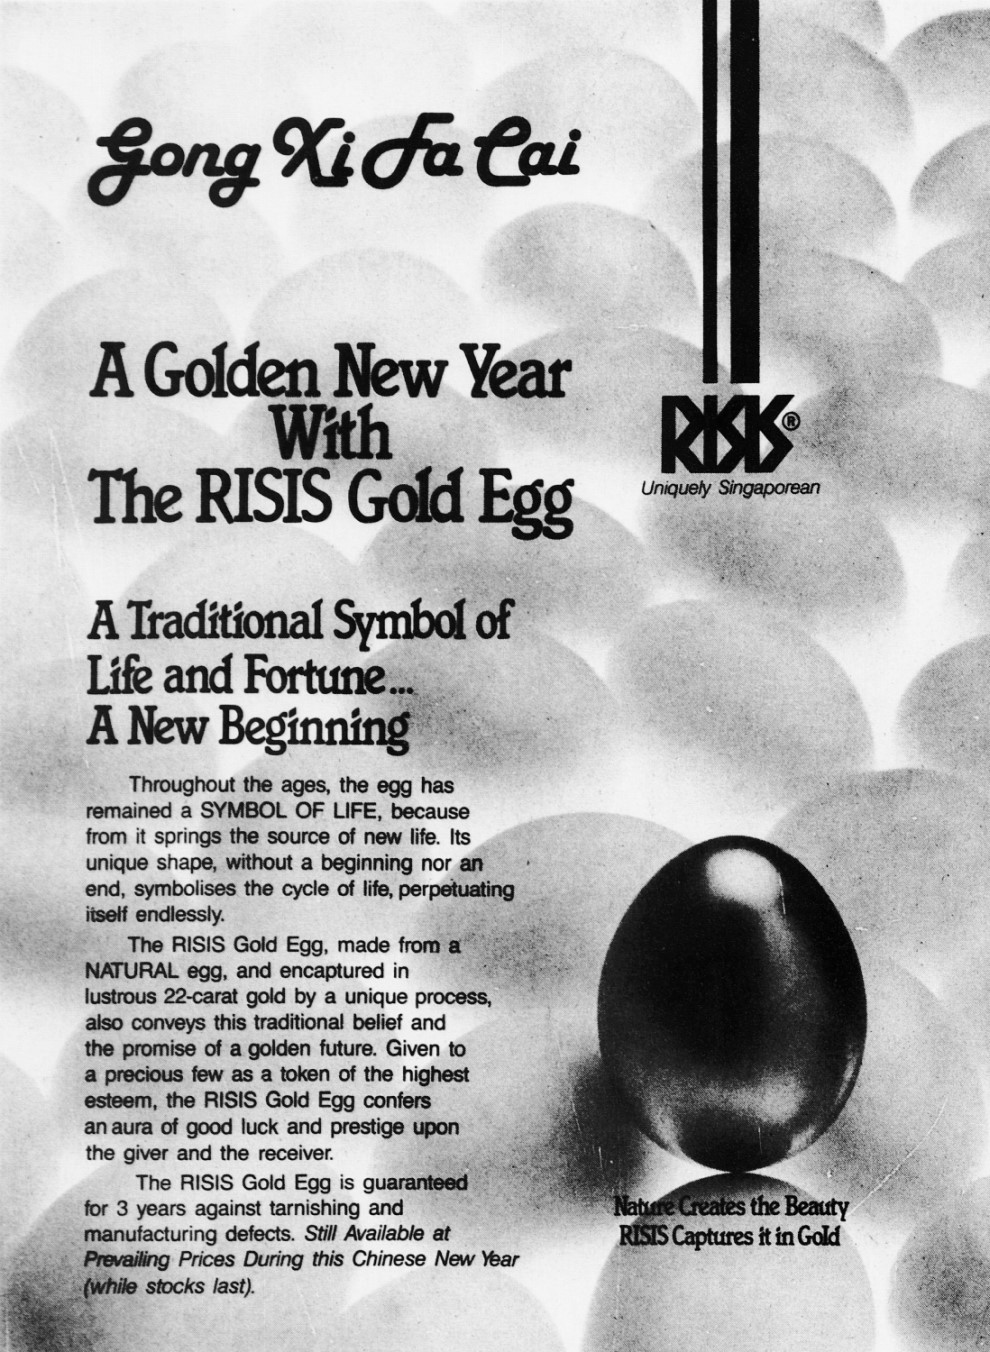 Gong Xi Fa Cai
A Golden New Year
With
The RISIS Gold Egg
RISIS®
Uniquely Singaporean
A Traditional Symbol of
Life and Fortune...
A New Beginning
Throughout the ages, the egg has
remained a SYMBOL OF LIFE, because
from it springs the source of new life. Its
unique shape, without a beginning nor an
end, symbolises the cycle of life, perpetuating
itself endlessly.
The RISIS Gold Egg, made from a
NATURAL egg, and encaptured in
lustrous 22-carat gold by a unique process,
also conveys this traditional belief and
the promise of a golden future. Given to
a precious few as a token of the highest
esteem, the RISIS Gold Egg confers
an aura of good luck and prestige upon
the giver and the receiver.
The RISIS Gold Egg is guaranteed
for 3 years against tarnishing and
manufacturing defects. Still Available at
Prevailing Prices During this Chinese New Year
(while stocks last).
Nature Creates the Beauty
RISIS Captures it in Gold